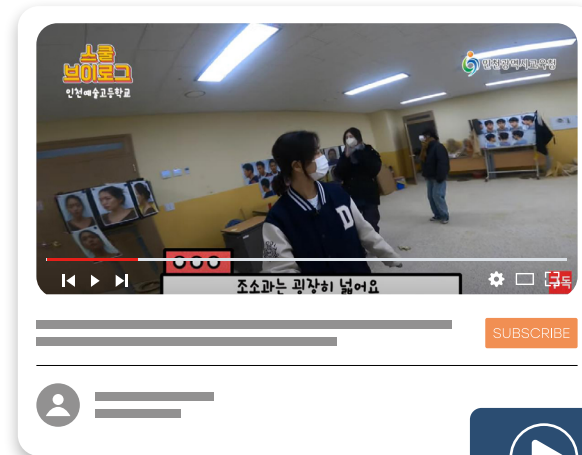 스쿨
브이로그
인천예술고등학교
인천광역시교육청
D
OOO
조소과는 굉장히 넓어요
구독
SUBSCRIBE